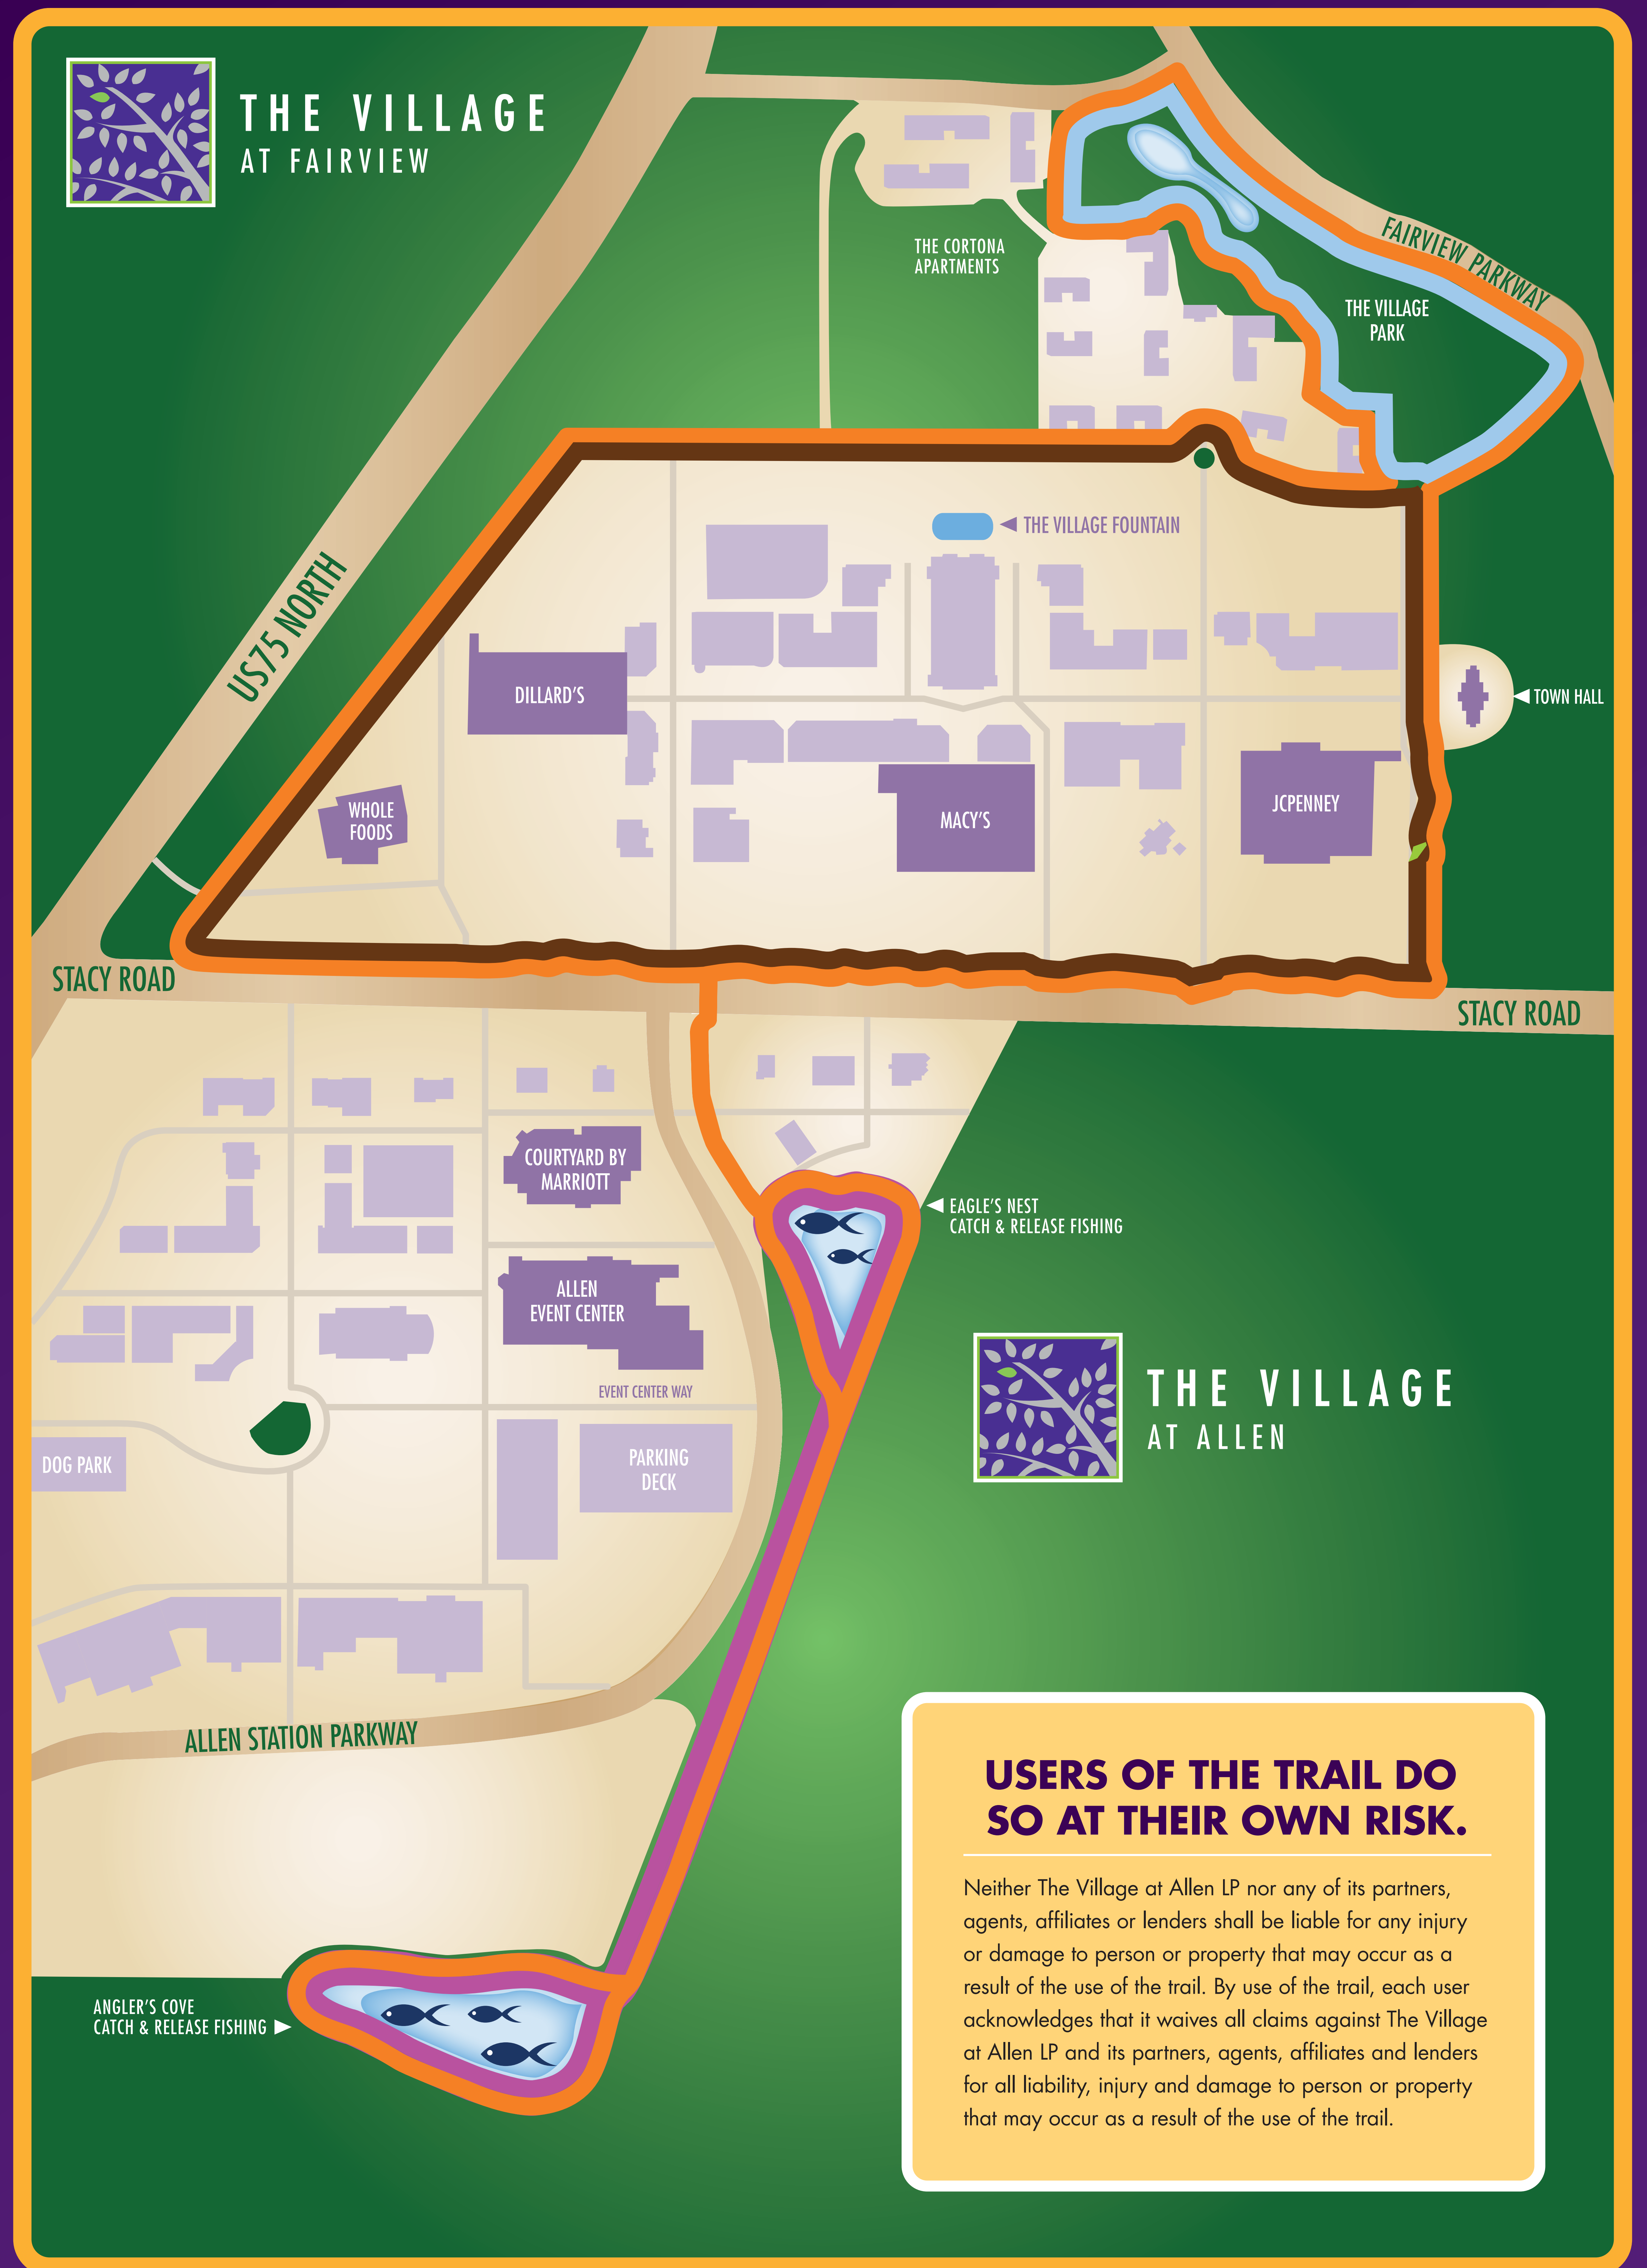 THE VILLAGE
AT FAIRVIEW
THE CORTONA
APARTMENTS
FAIRVIEW PARKWAY
THE VILLAGE
PARK
THE VILLAGE FOUNTAIN
US75 NORTH
DILLARD'S
TOWN HALL
WHOLE
FOODS
MACY'S
JCPENNEY
STACY ROAD
STACY ROAD
COURTYARD BY
MARRIOTT
EAGLE'S NEST
CATCH & RELEASE FISHING
ALLEN
EVENT CENTER
EVENT CENTER WAY
THE VILLAGE
AT ALLEN
DOG PARK
PARKING
DECK
ALLEN STATION PARKWAY
USERS OF THE TRAIL DO
SO AT THEIR OWN RISK.
Neither The Village at Allen LP nor any of its partners,
agents, affiliates or lenders shall be liable for any injury
or damage to person or property that may occur as a
result of the use of the trail. By use of the trail, each user
acknowledges that it waives all claims against The Village
at Allen LP and its partners, agents, affiliates and lenders
for all liability, injury and damage to person or property
that may occur as a result of the use of the trail.
ANGLER'S COVE
CATCH & RELEASE FISHING